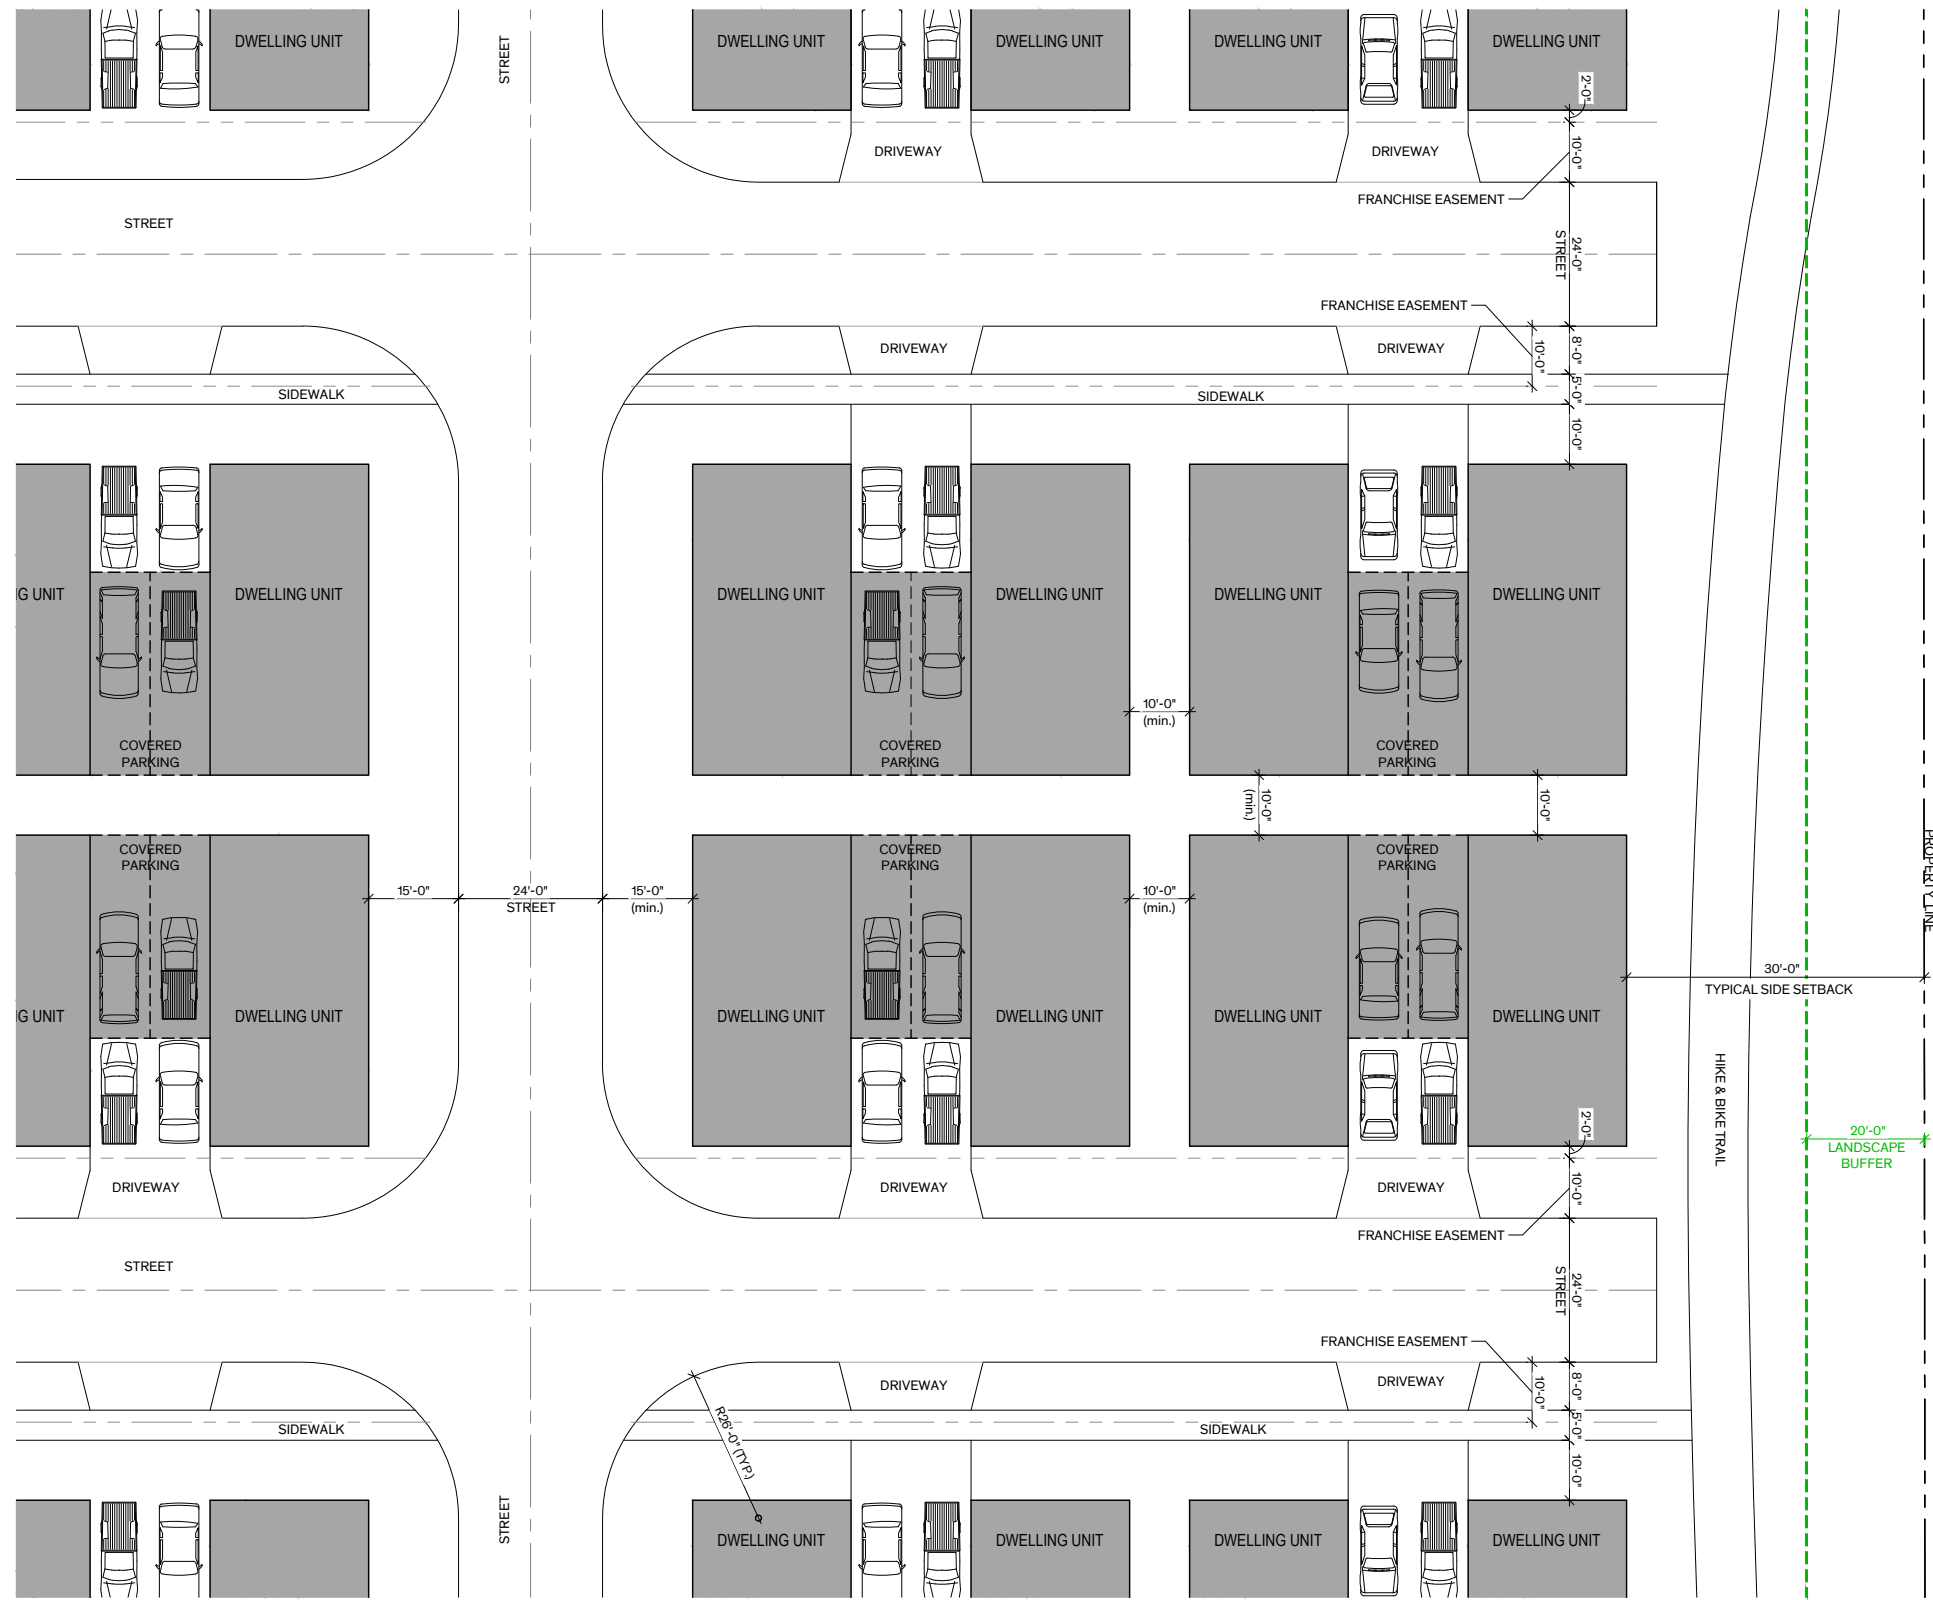 DWELLING UNIT
STREET
DWELLING UNIT
DWELLING UNIT
DWELLING UNIT
DWELLING UNIT
2'-0"
DRIVEWAY
DRIVEWAY
10'-0"
FRANCHISE EASEMENT
STREET
24'-0"
STREET
FRANCHISE EASEMENT
DRIVEWAY
DRIVEWAY
10'-0"
8'-0"
SIDEWALK
SIDEWALK
5'-0"
10'-0"
G UNIT
DWELLING UNIT
DWELLING UNIT
DWELLING UNIT
DWELLING UNIT
DWELLING UNIT
10'-0"
(min.)
COVERED
PARKING
COVERED
PARKING
COVERED
PARKING
10'-0"
(min.)
10'-0"
COVERED
PARKING
COVERED
PARKING
COVERED
PARKING
PROPERTY LINE
15'-0"
24'-0"
STREET
15'-0"
(min.)
10'-0"
(min.)
30'-0"
TYPICAL SIDE SETBACK
G UNIT
DWELLING UNIT
DWELLING UNIT
DWELLING UNIT
DWELLING UNIT
DWELLING UNIT
HIKE & BIKE TRAIL
2'-0"
20'-0"
LANDSCAPE
BUFFER
DRIVEWAY
DRIVEWAY
DRIVEWAY
10'-0"
FRANCHISE EASEMENT
STREET
24'-0"
STREET
FRANCHISE EASEMENT
DRIVEWAY
DRIVEWAY
10'-0"
8'-0"
SIDEWALK
R26'-0" (TYP.)
SIDEWALK
5'-0"
10'-0"
STREET
DWELLING UNIT
DWELLING UNIT
DWELLING UNIT
DWELLING UNIT